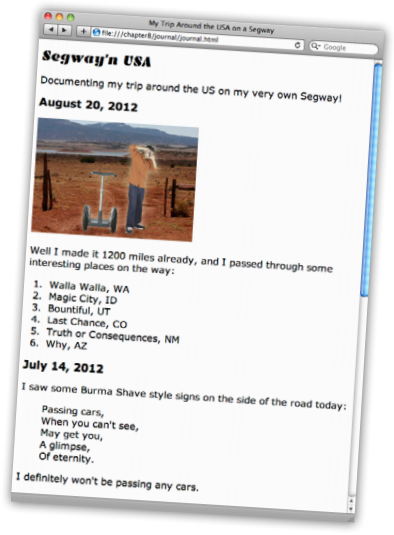 My Trip Around the USA on a Segway
file:///chapter8/journal/journal.html
Google
Segway'n USA
Documenting my trip around the US on my very own Segway!
August 20, 2012
Well I made it 1200 miles already, and I passed through some
interesting places on the way:
1. Walla Walla, WA
2. Magic City, ID
3. Bountiful, UT
4. Last Chance, CO
5. Truth or Consequences, NM
6. Why, AZ
July 14, 2012
I saw some Burma Shave style signs on the side of the road today:
Passing cars,
When you can't see,
May get you,
A glimpse,
Of eternity.
I definitely won't be passing any cars.